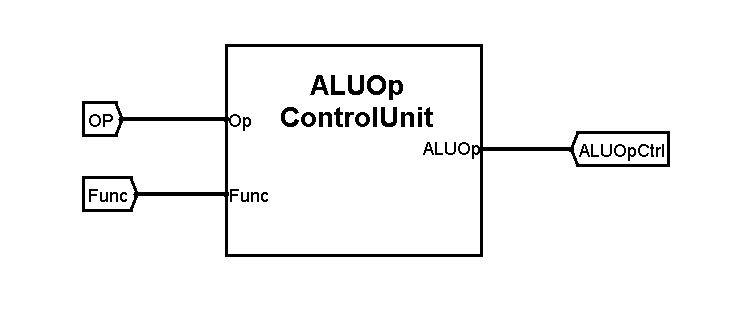 ALUOp
ControlUnit
OP
Op
ALUOp
ALUOpCtrl
Func
Func